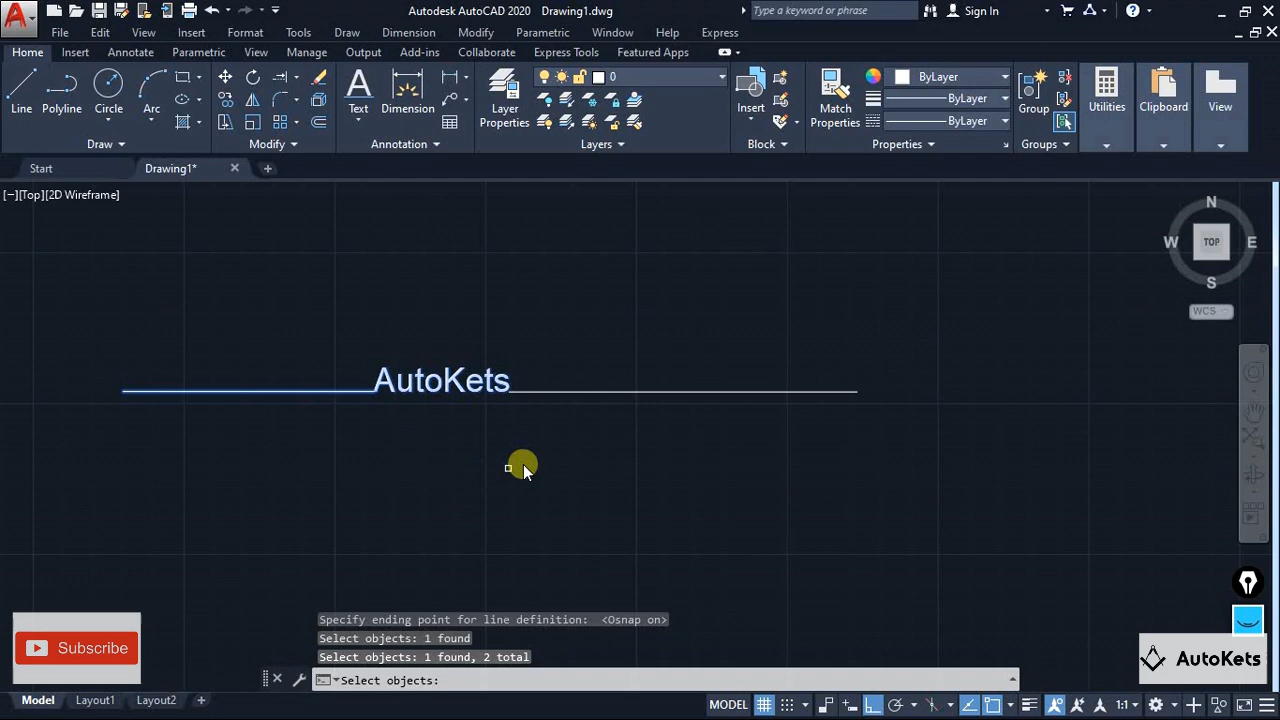 Autodesk AutoCAD 2020 Drawing1.dwg
Type a keyword or phrase
Sign In
File Edit View Insert Format Tools Draw Dimension Modify Parametric Window Help Express
Home Insert Annotate Parametric View Manage Output Add-ins Collaborate Express Tools Featured Apps
0
ByLayer
ByLayer
ByLayer
Line Polyline Circle Arc
Text Dimension
Layer Properties
Insert
Match Properties
Group
Utilities
Clipboard
View
Draw Modify Annotation Layers Block Properties Groups
Start Drawing1*
[−][Top][2D Wireframe]
N
W TOP E
S
WCS
AutoKets
Specify ending point for line definition: <Osnap on>
Select objects: 1 found
Select objects: 1 found, 2 total
Select objects:
Subscribe
AutoKets
Model Layout1 Layout2
MODEL 1:1